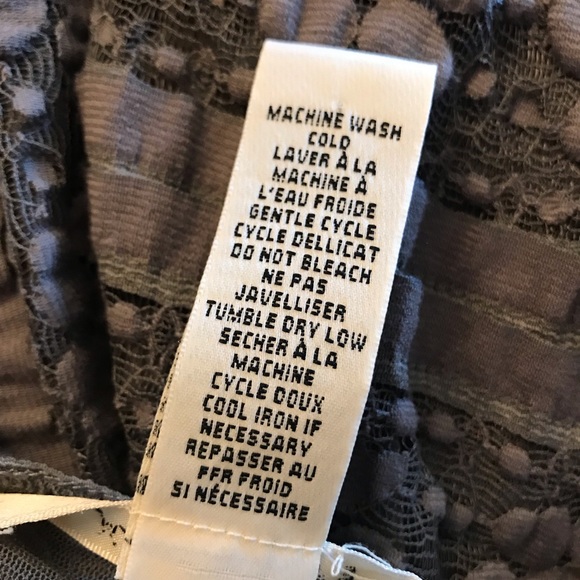 MACHINE WASH
COLD
LAVER À LA
MACHINE À
L'EAU FROIDE
GENTLE CYCLE
CYCLE DELLICAT
DO NOT BLEACH
NE PAS
JAVELLISER
TUMBLE DRY LOW
SECHER À LA
MACHINE
CYCLE DOUX
COOL IRON IF
NECESSARY
REPASSER AU
FFR FROID
SI NÉCESSAIRE